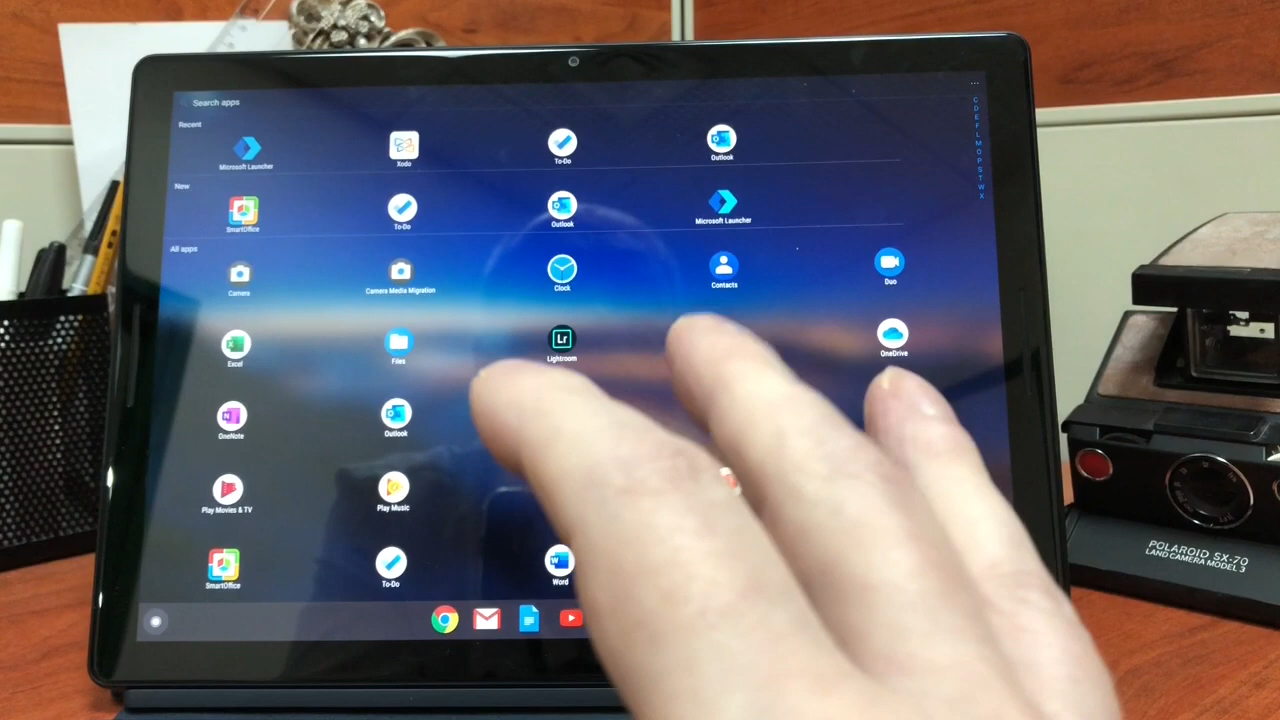 Search apps
...
Recent
Microsoft Launcher
Xodo
To-Do
Outlook
New
SmartOffice
To-Do
Outlook
Microsoft Launcher
All apps
Camera
Camera Media Migration
Clock
Contacts
Duo
Excel
Files
Lr
Lightroom
OneDrive
OneNote
Outlook
Play Movies & TV
Play Music
SmartOffice
To-Do
Word
C
D
E
F
L
M
O
P
S
T
W
X
POLAROID SX-70
LAND CAMERA MODEL 3